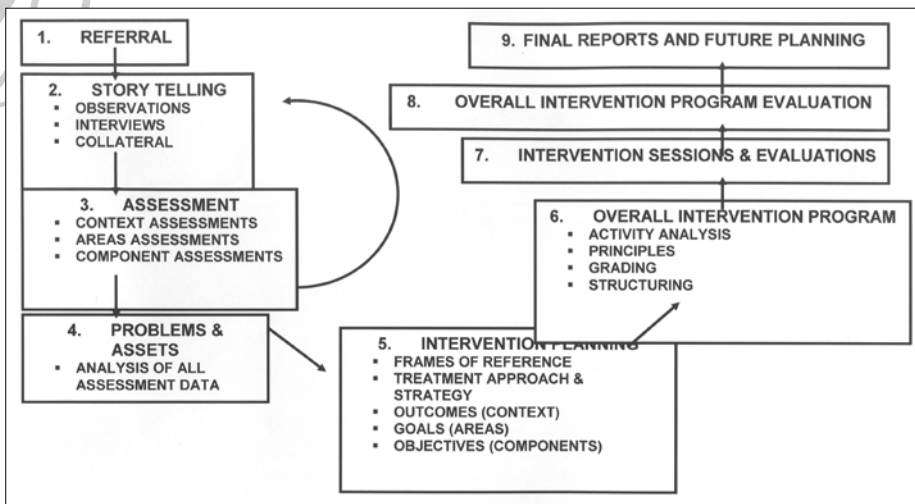 1. REFERRAL
2. STORY TELLING
▪ OBSERVATIONS
▪ INTERVIEWS
▪ COLLATERAL
3. ASSESSMENT
▪ CONTEXT ASSESSMENTS
▪ AREAS ASSESSMENTS
▪ COMPONENT ASSESSMENTS
4. PROBLEMS &
ASSETS
▪ ANALYSIS OF ALL
ASSESSMENT DATA
5. INTERVENTION PLANNING
▪ FRAMES OF REFERENCE
▪ TREATMENT APPROACH &
STRATEGY
▪ OUTCOMES (CONTEXT)
▪ GOALS (AREAS)
▪ OBJECTIVES (COMPONENTS)
6. OVERALL INTERVENTION PROGRAM
▪ ACTIVITY ANALYSIS
▪ PRINCIPLES
▪ GRADING
▪ STRUCTURING
7. INTERVENTION SESSIONS & EVALUATIONS
8. OVERALL INTERVENTION PROGRAM EVALUATION
9. FINAL REPORTS AND FUTURE PLANNING